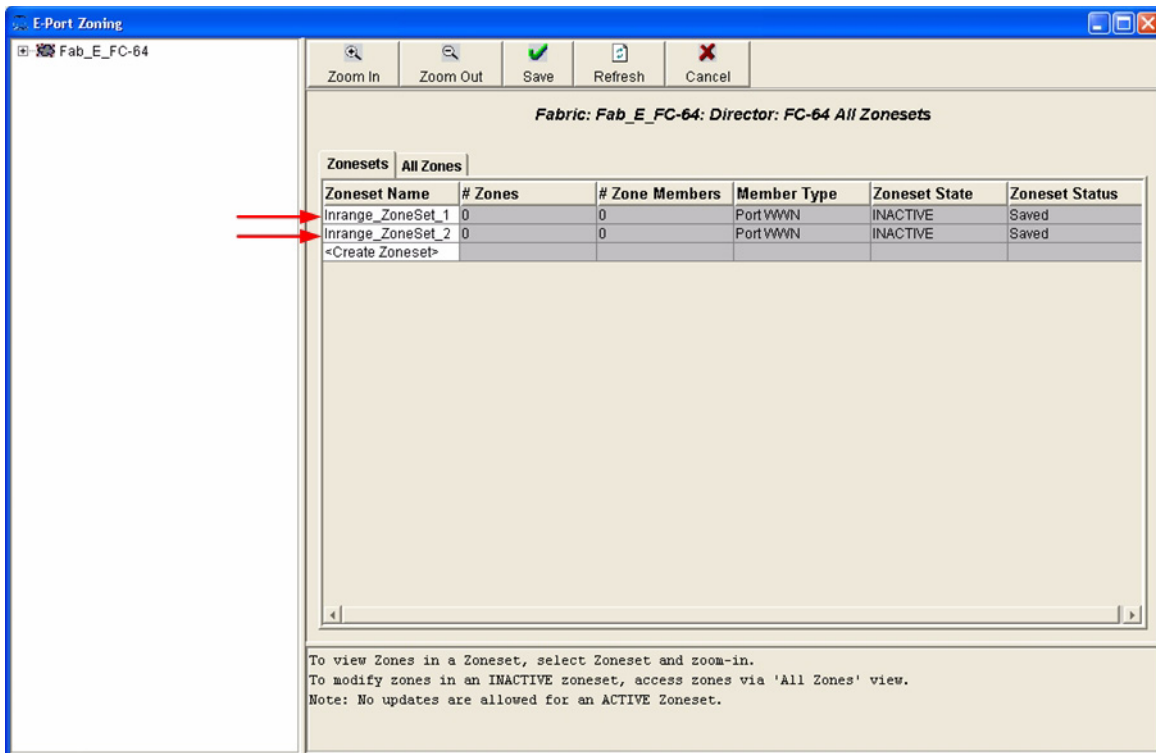 E-Port Zoning
Fab_E_FC-64
Zoom In Zoom Out Save Refresh Cancel
Fabric: Fab_E_FC-64: Director: FC-64 All Zonesets
Zonesets All Zones
Zoneset Name # Zones # Zone Members Member Type Zoneset State Zoneset Status
Inrange_ZoneSet_1 0 0 Port WWN INACTIVE Saved
Inrange_ZoneSet_2 0 0 Port WWN INACTIVE Saved
<Create Zoneset>
To view Zones in a Zoneset, select Zoneset and zoom-in.
To modify zones in an INACTIVE zoneset, access zones via 'All Zones' view.
Note: No updates are allowed for an ACTIVE Zoneset.